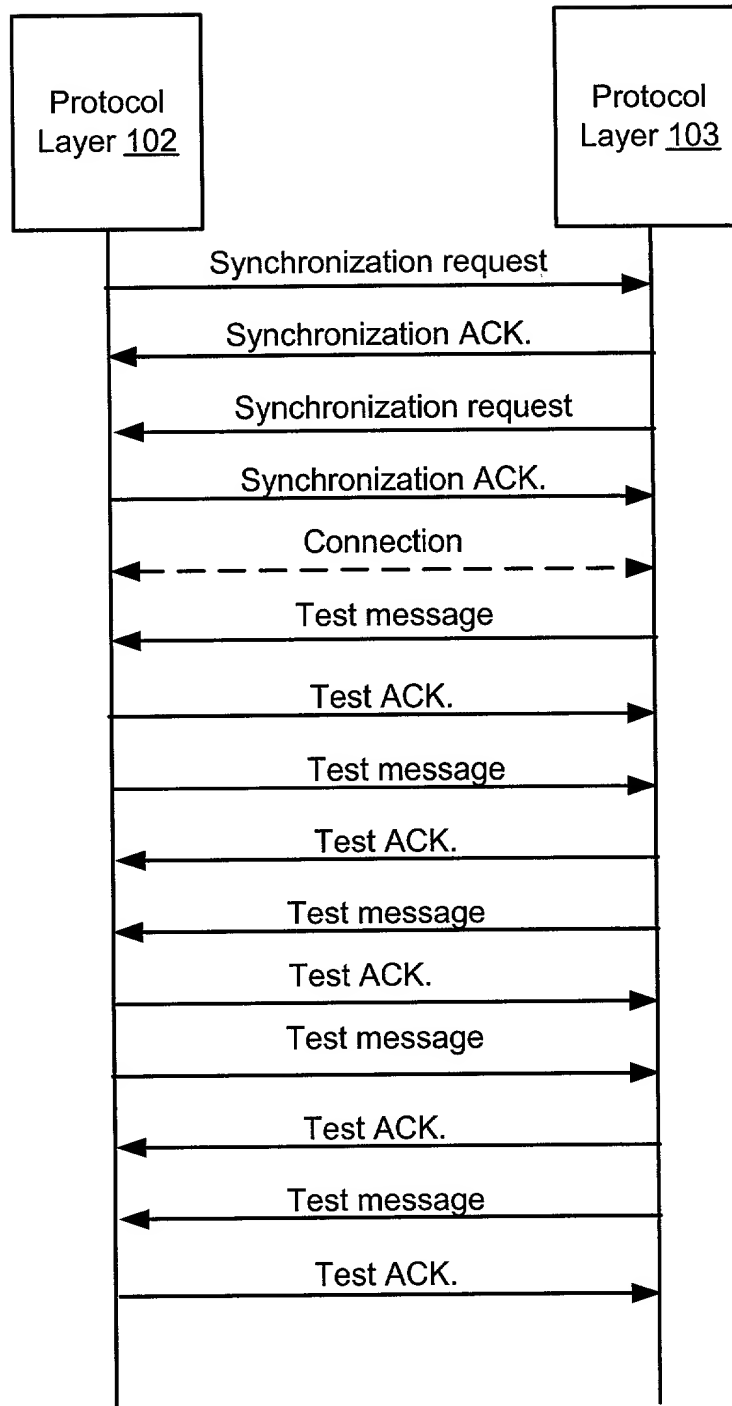 Protocol
Layer 102
Protocol
Layer 103
Synchronization request
Synchronization ACK.
Synchronization request
Synchronization ACK.
Connection
Test message
Test ACK.
Test message
Test ACK.
Test message
Test ACK.
Test message
Test ACK.
Test message
Test ACK.